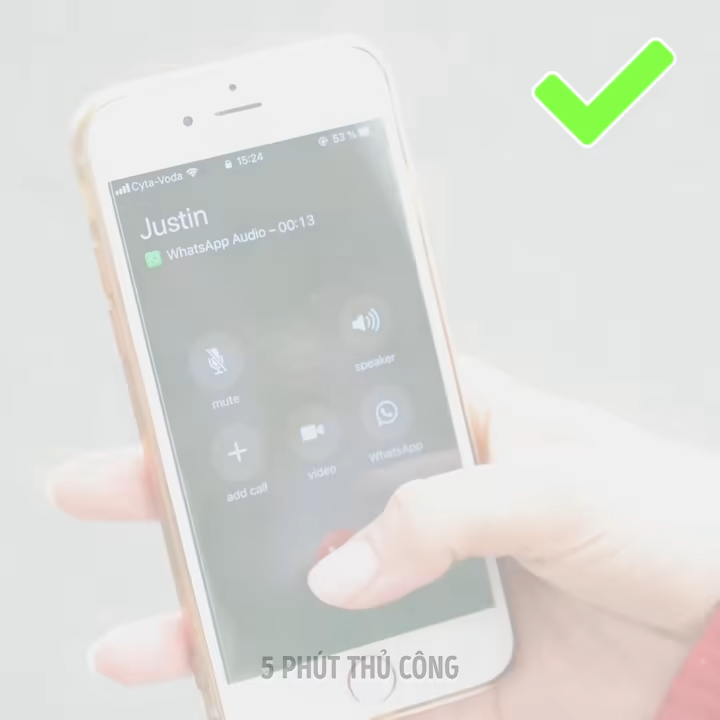 Cyta-Voda 15:24 53 %
Justin
WhatsApp Audio – 00:13
mute
speaker
add call
video
WhatsApp
5 PHÚT THỦ CÔNG